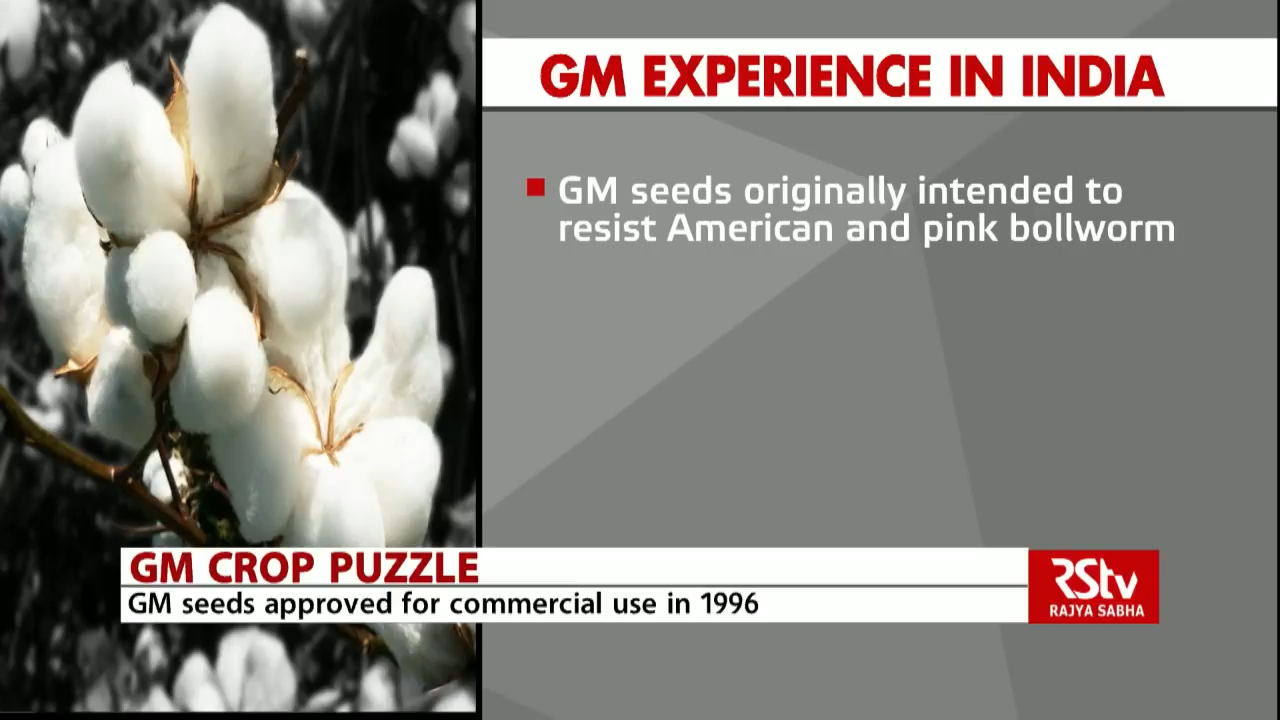 GM EXPERIENCE IN INDIA
GM seeds originally intended to
resist American and pink bollworm
GM CROP PUZZLE
GM seeds approved for commercial use in 1996
RStv
RAJYA SABHA